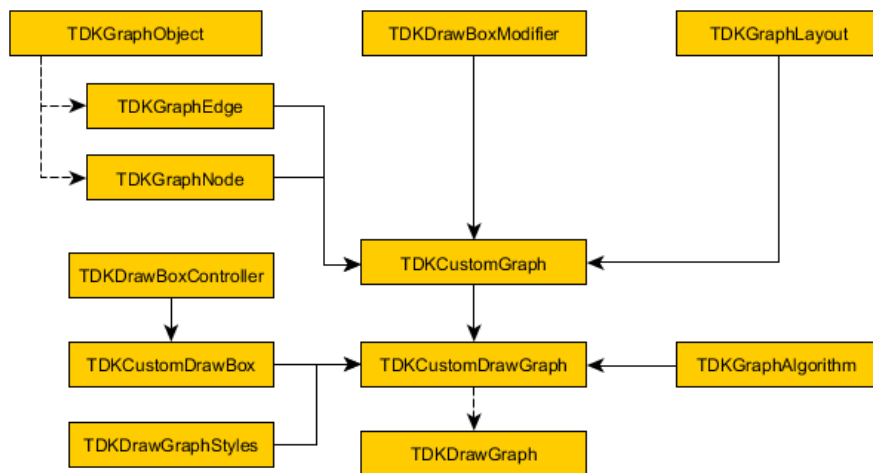 TDKGraphObject
TDKDrawBoxModifier
TDKGraphLayout
TDKGraphEdge
TDKGraphNode
TDKCustomGraph
TDKDrawBoxController
TDKCustomDrawBox
TDKCustomDrawGraph
TDKGraphAlgorithm
TDKDrawGraphStyles
TDKDrawGraph